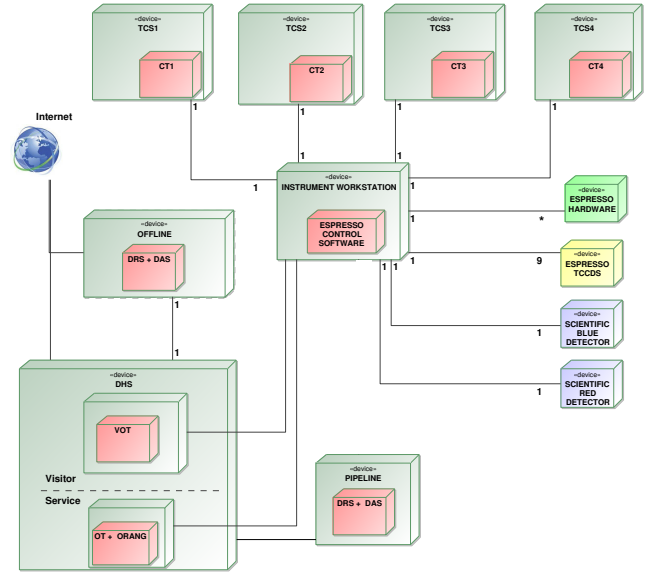 «device»
TCS1
CT1
«device»
TCS2
CT2
«device»
TCS3
CT3
«device»
TCS4
CT4
1
1
1
1
Internet
1
1
1
1
«device»
INSTRUMENT WORKSTATION
ESPRESSO
CONTROL
SOFTWARE
«device»
ESPRESSO
HARDWARE
1
*
«device»
OFFLINE
DRS + DAS
«device»
ESPRESSO
TCCDS
1
9
1
1
1
1
«device»
SCIENTIFIC
BLUE
DETECTOR
1
«device»
SCIENTIFIC
RED
DETECTOR
1
«device»
DHS
VOT
Visitor
Service
OT + ORANG
«device»
PIPELINE
DRS + DAS